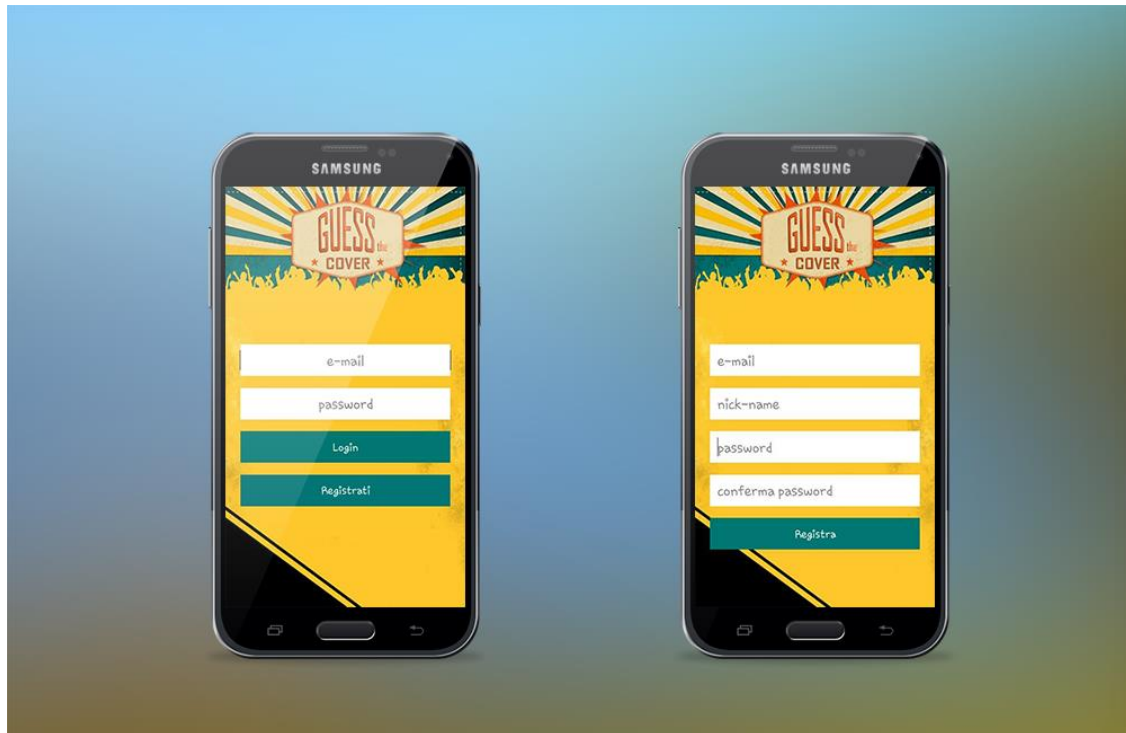 SAMSUNG
GUESS the
★ COVER ★
e-mail
password
Login
Registrati
SAMSUNG
GUESS the
★ COVER ★
e-mail
nick-name
password
conferma password
Registra